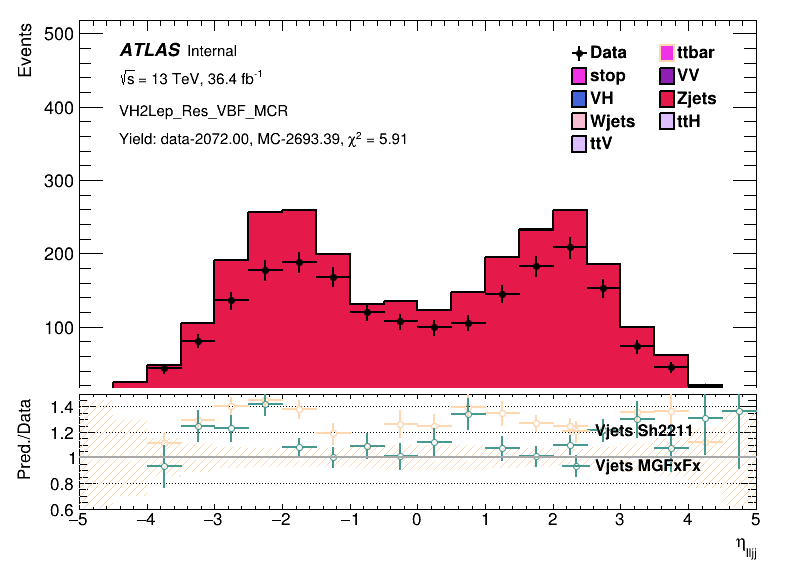 Events
500
400
300
200
100
ATLAS Internal
√s = 13 TeV, 36.4 fb⁻¹
VH2Lep_Res_VBF_MCR
Yield: data-2072.00, MC-2693.39, χ² = 5.91
Data
ttbar
stop
VV
VH
Zjets
Wjets
ttH
ttV
Pred./Data
1.4
1.2
1
0.8
0.6
Vjets Sh2211
Vjets MGFxFx
−5 −4 −3 −2 −1 0 1 2 3 4 5
η_lljj